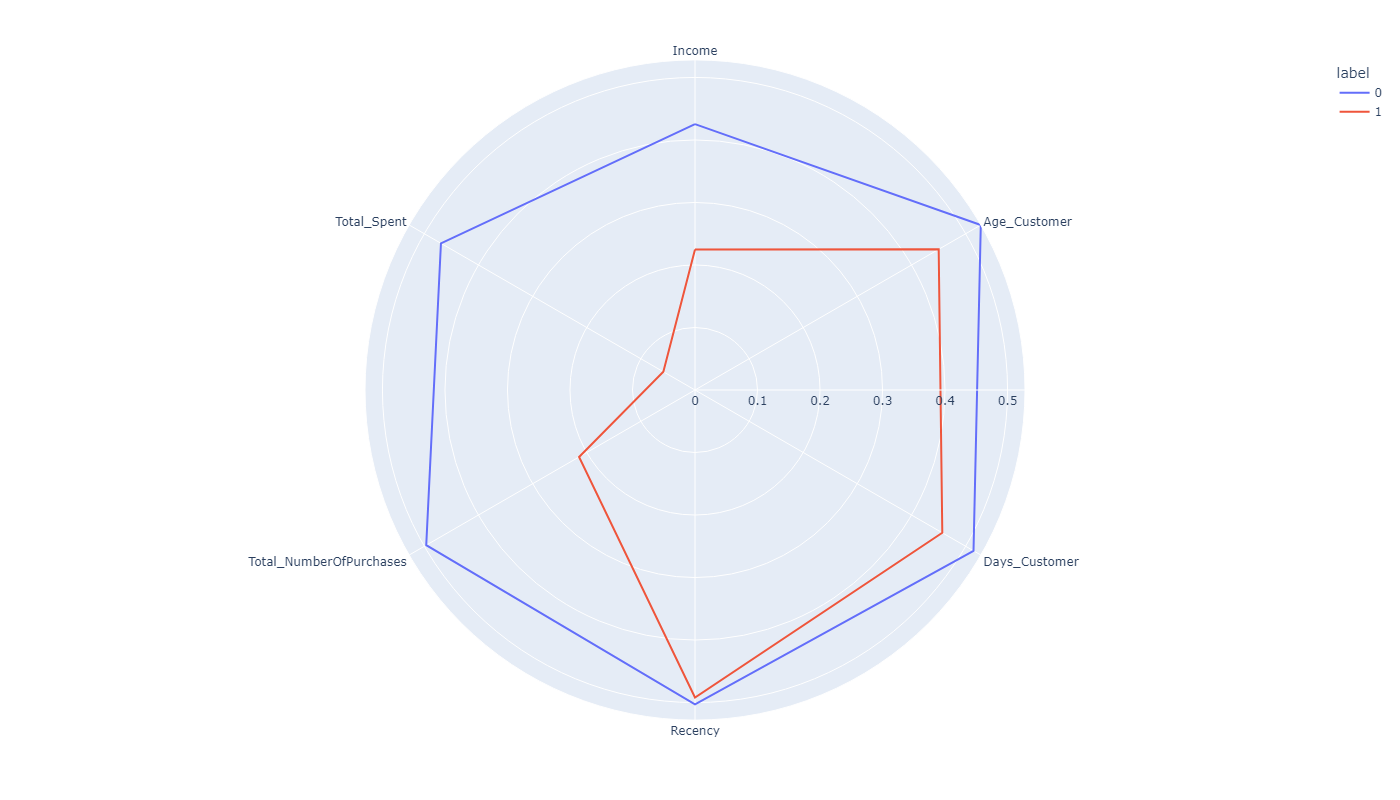 Income
label
0
1
Total_Spent
Age_Customer
0 0.1 0.2 0.3 0.4 0.5
Total_NumberOfPurchases
Days_Customer
Recency